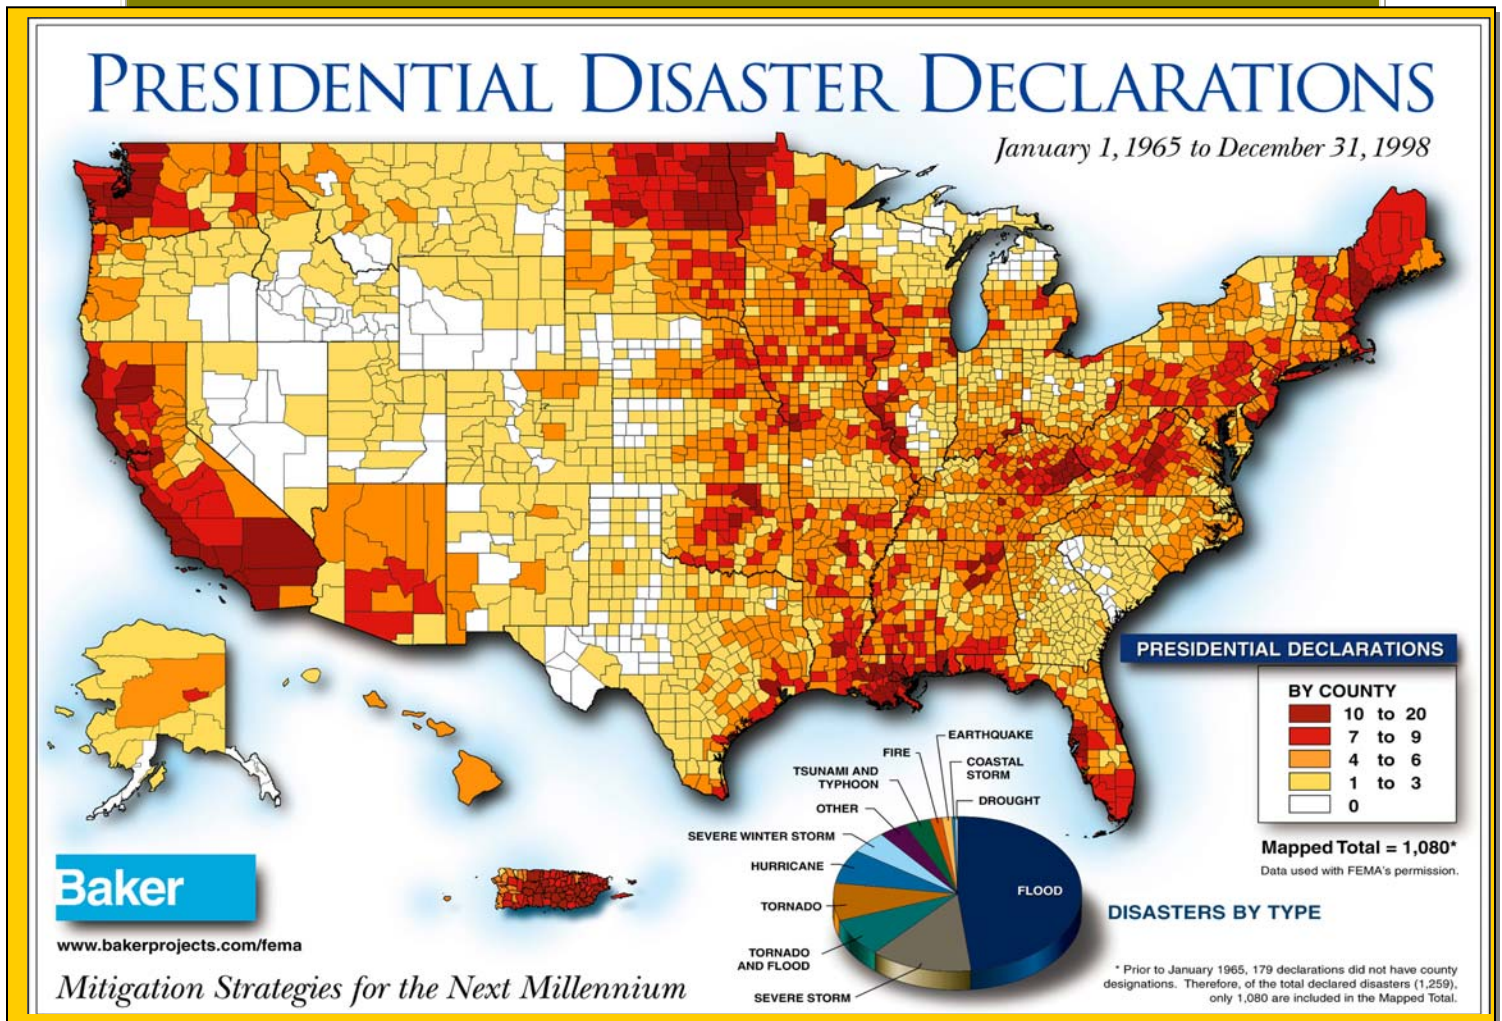 PRESIDENTIAL DISASTER DECLARATIONS
January 1, 1965 to December 31, 1998
PRESIDENTIAL DECLARATIONS
BY COUNTY
10 to 20
7 to 9
4 to 6
1 to 3
0
Mapped Total = 1,080*
Data used with FEMA's permission.
EARTHQUAKE
FIRE
COASTAL
STORM
TSUNAMI AND
TYPHOON
DROUGHT
OTHER
SEVERE WINTER STORM
HURRICANE
FLOOD
TORNADO
TORNADO
AND FLOOD
SEVERE STORM
DISASTERS BY TYPE
* Prior to January 1965, 179 declarations did not have county
designations. Therefore, of the total declared disasters (1,259),
only 1,080 are included in the Mapped Total.
Baker
www.bakerprojects.com/fema
Mitigation Strategies for the Next Millennium